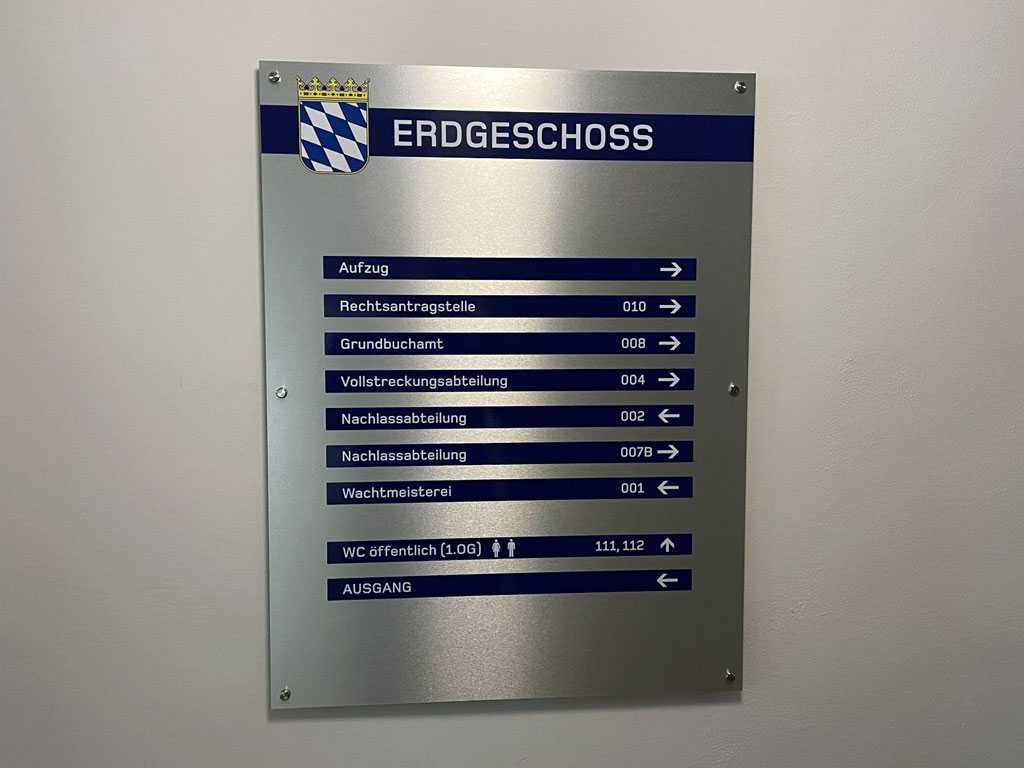 ERDGESCHOSS
Aufzug →
Rechtsantragstelle 010 →
Grundbuchamt 008 →
Vollstreckungsabteilung 004 →
Nachlassabteilung 002 ←
Nachlassabteilung 007B →
Wachtmeisterei 001 ←
WC öffentlich (1.OG) 111, 112 ↑
AUSGANG ←